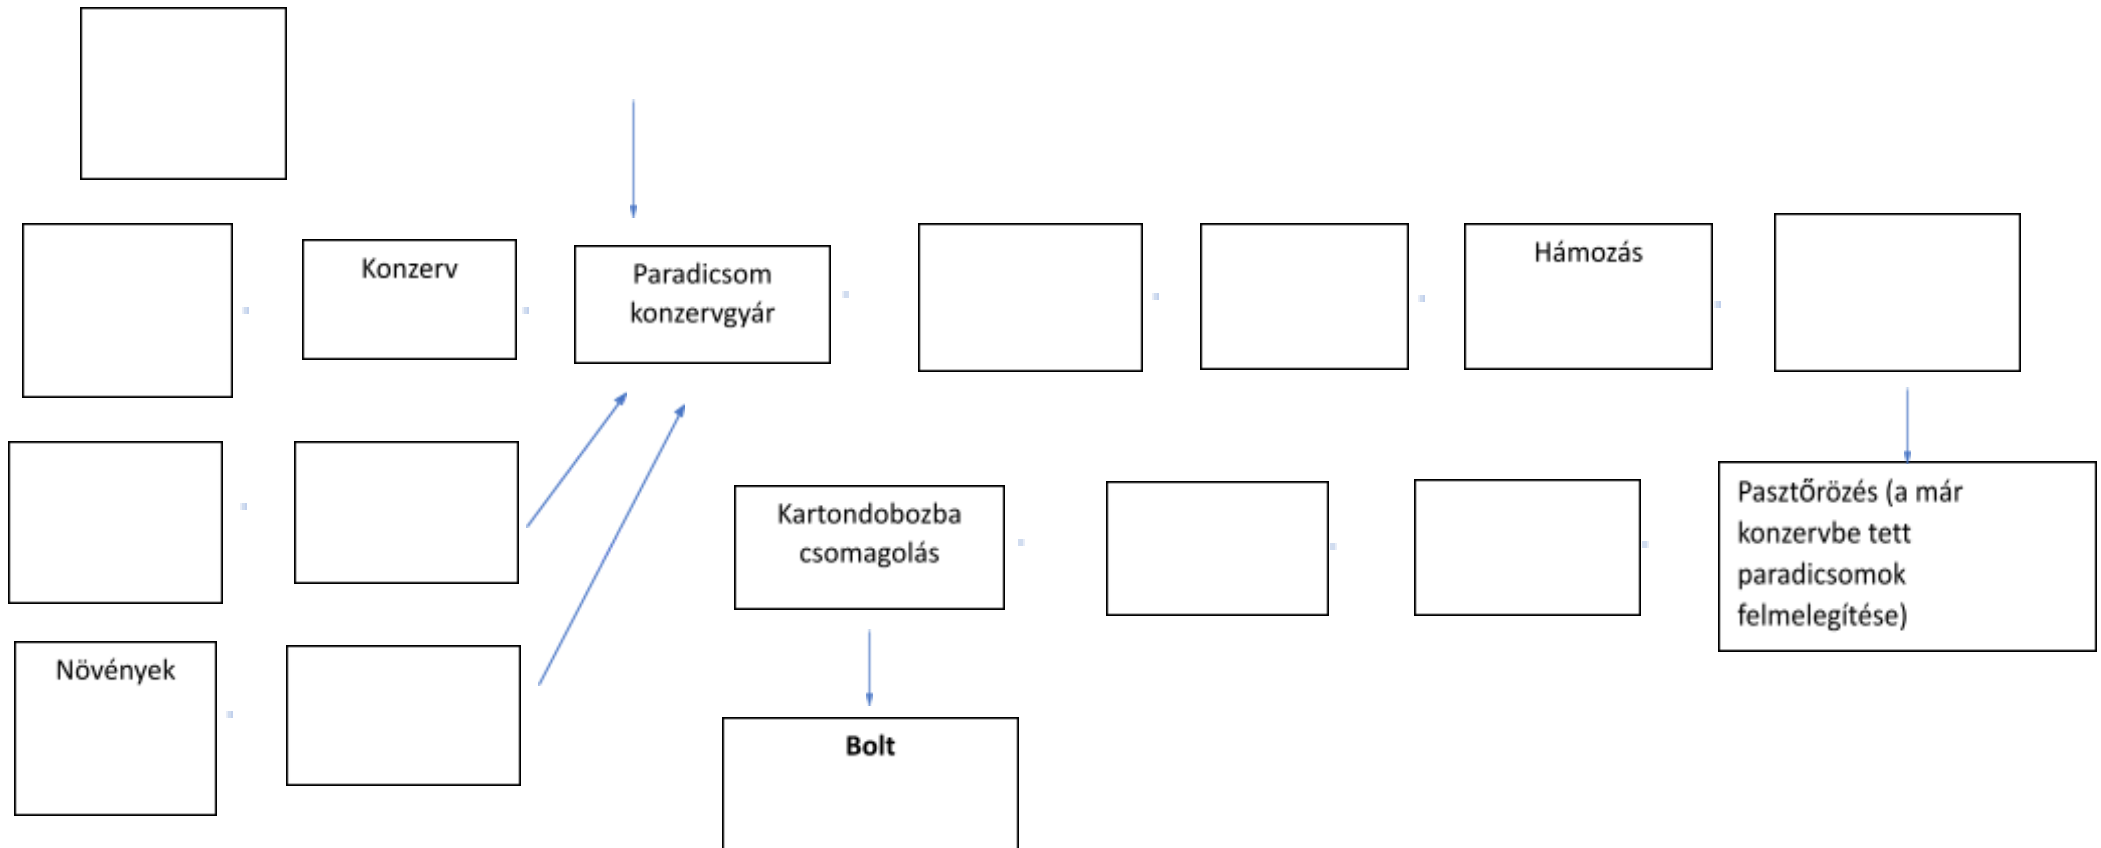 Konzerv
Paradicsom
konzervgyár
Hámozás
Kartondobozba
csomagolás
Pasztőrözés (a már
konzervbe tett
paradicsomok
felmelegítése)
Növények
Bolt